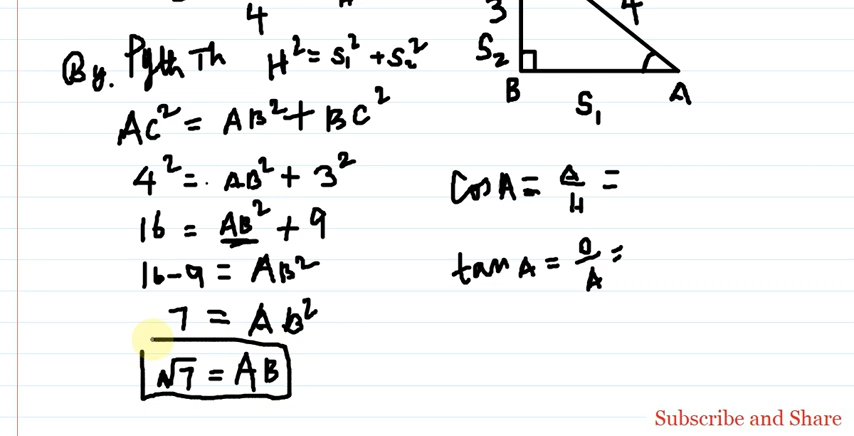 4
3 4
By. Pyth Th H² = S₁² + S₂²
S₂
B S₁ A
AC² = AB² + BC²
4² = AB² + 3²
CosA = A/H =
16 = AB² + 9
tan A = O/A =
16-9 = AB²
7 = AB²
√7 = AB
Subscribe and Share